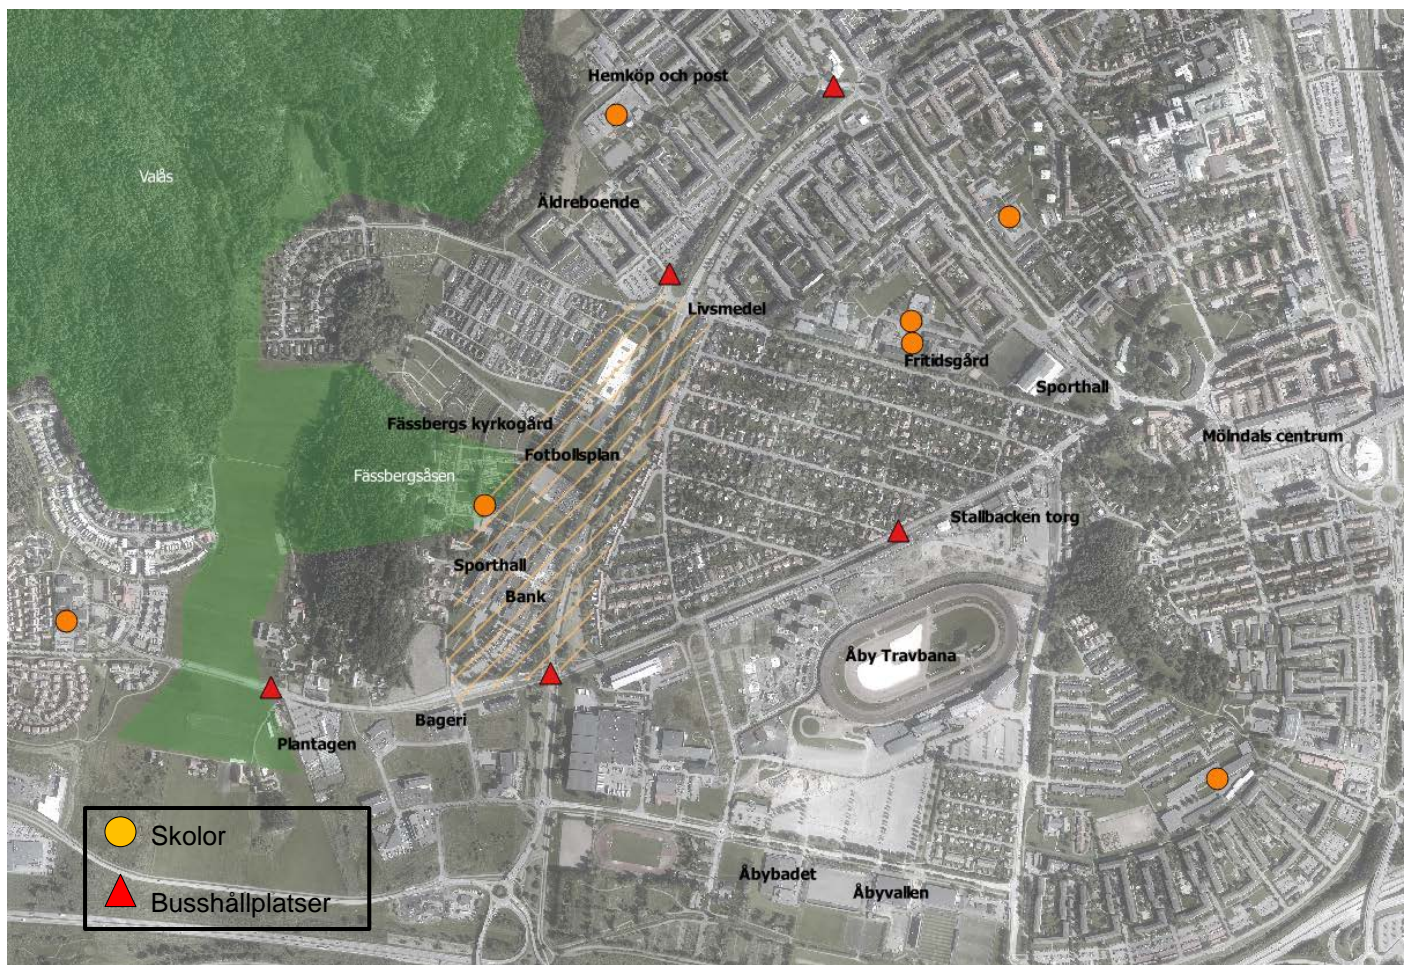 Hemköp och post
Valås
Äldreboende
Livsmedel
Fritidsgård
Sporthall
Fässbergs kyrkogård
Mölndals centrum
Fotbollsplan
Fässbergsåsen
Stallbacken torg
Sporthall
Bank
Åby Travbana
Bageri
Plantagen
Skolor
Åbybadet
Åbyvallen
Busshållplatser